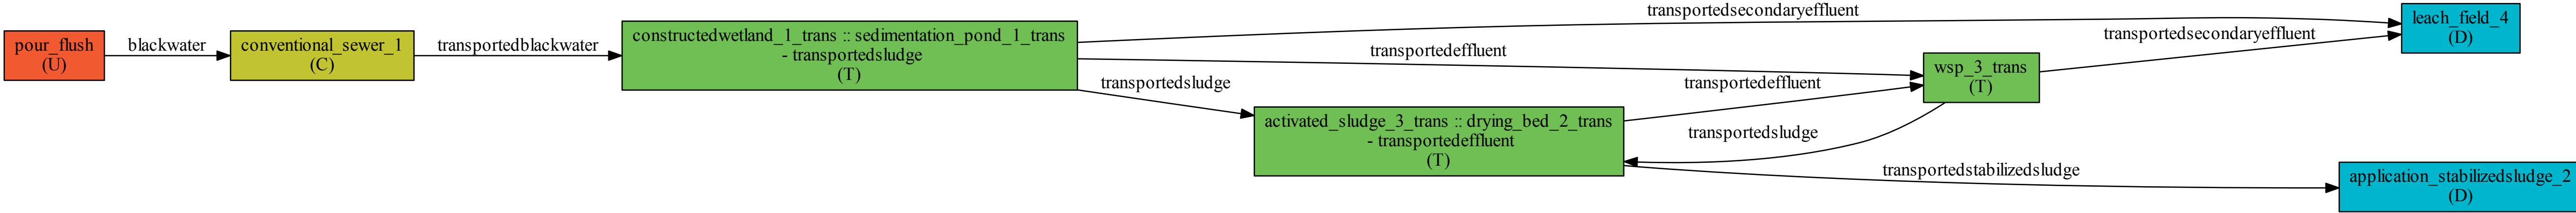 pour_flush
(U)
blackwater
conventional_sewer_1
(C)
transportedblackwater
constructedwetland_1_trans :: sedimentation_pond_1_trans
- transportedsludge
(T)
transportedsecondaryeffluent
transportedeffluent
transportedsludge
activated_sludge_3_trans :: drying_bed_2_trans
- transportedeffluent
(T)
transportedeffluent
transportedsludge
transportedstabilizedsludge
wsp_3_trans
(T)
transportedsecondaryeffluent
leach_field_4
(D)
application_stabilizedsludge_2
(D)